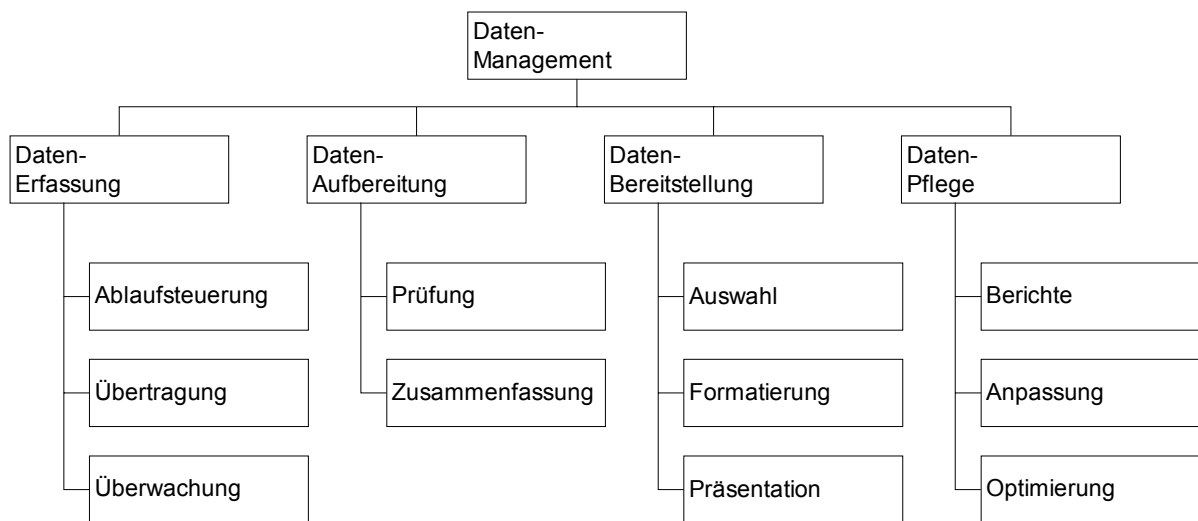 Daten-
Management
Daten-
Erfassung
Daten-
Aufbereitung
Daten-
Bereitstellung
Daten-
Pflege
Ablaufsteuerung
Prüfung
Auswahl
Berichte
Übertragung
Zusammenfassung
Formatierung
Anpassung
Überwachung
Präsentation
Optimierung